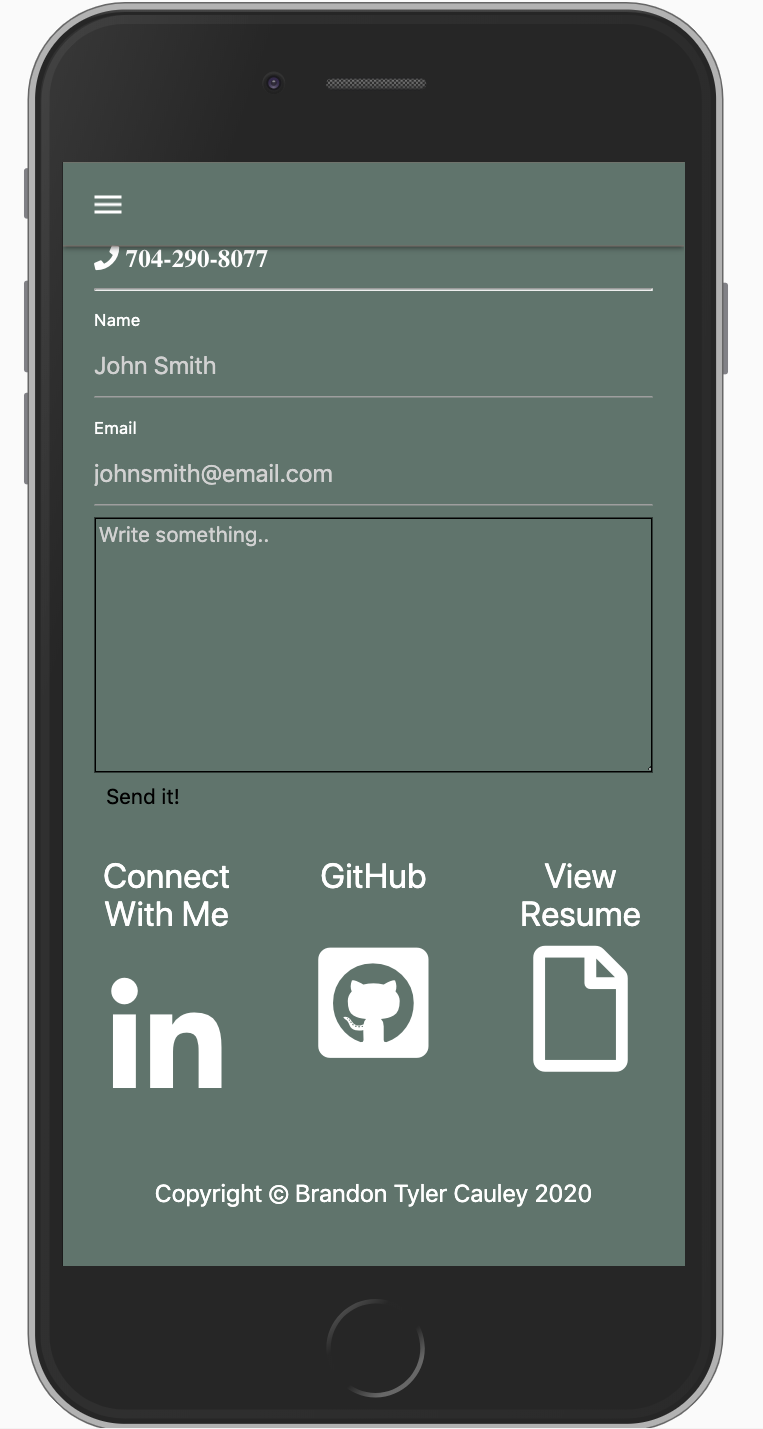 704-290-8077
Name
John Smith
Email
johnsmith@email.com
Write something..
Send it!
Connect
With Me
GitHub
View
Resume
in
Copyright © Brandon Tyler Cauley 2020